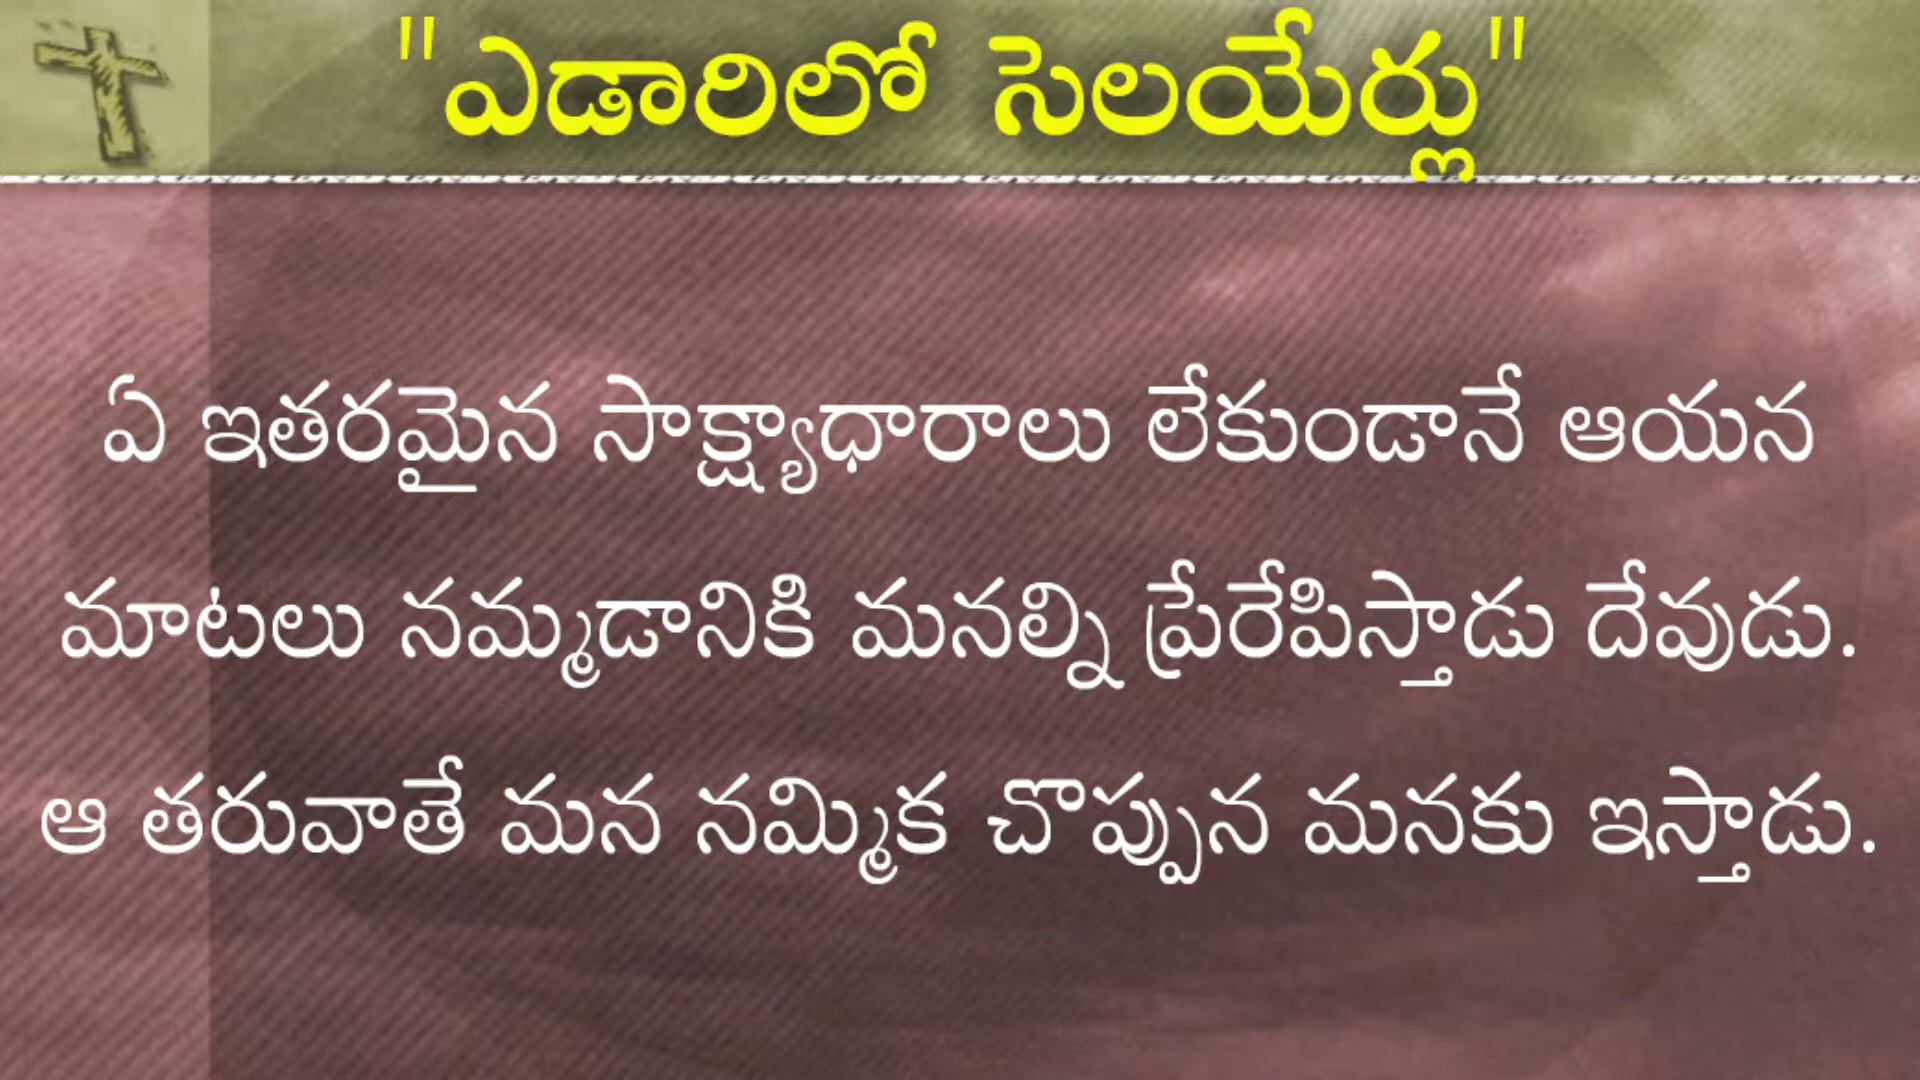 "ఎడారిలో సెలయేర్లు"
ఏ ఇతరమైన సాక్ష్యాధారాలు లేకుండానే ఆయన
మాటలు నమ్మడానికి మనల్ని ప్రేరేపిస్తాడు దేవుడు.
ఆ తరువాతే మన నమ్మిక చొప్పున మనకు ఇస్తాడు.